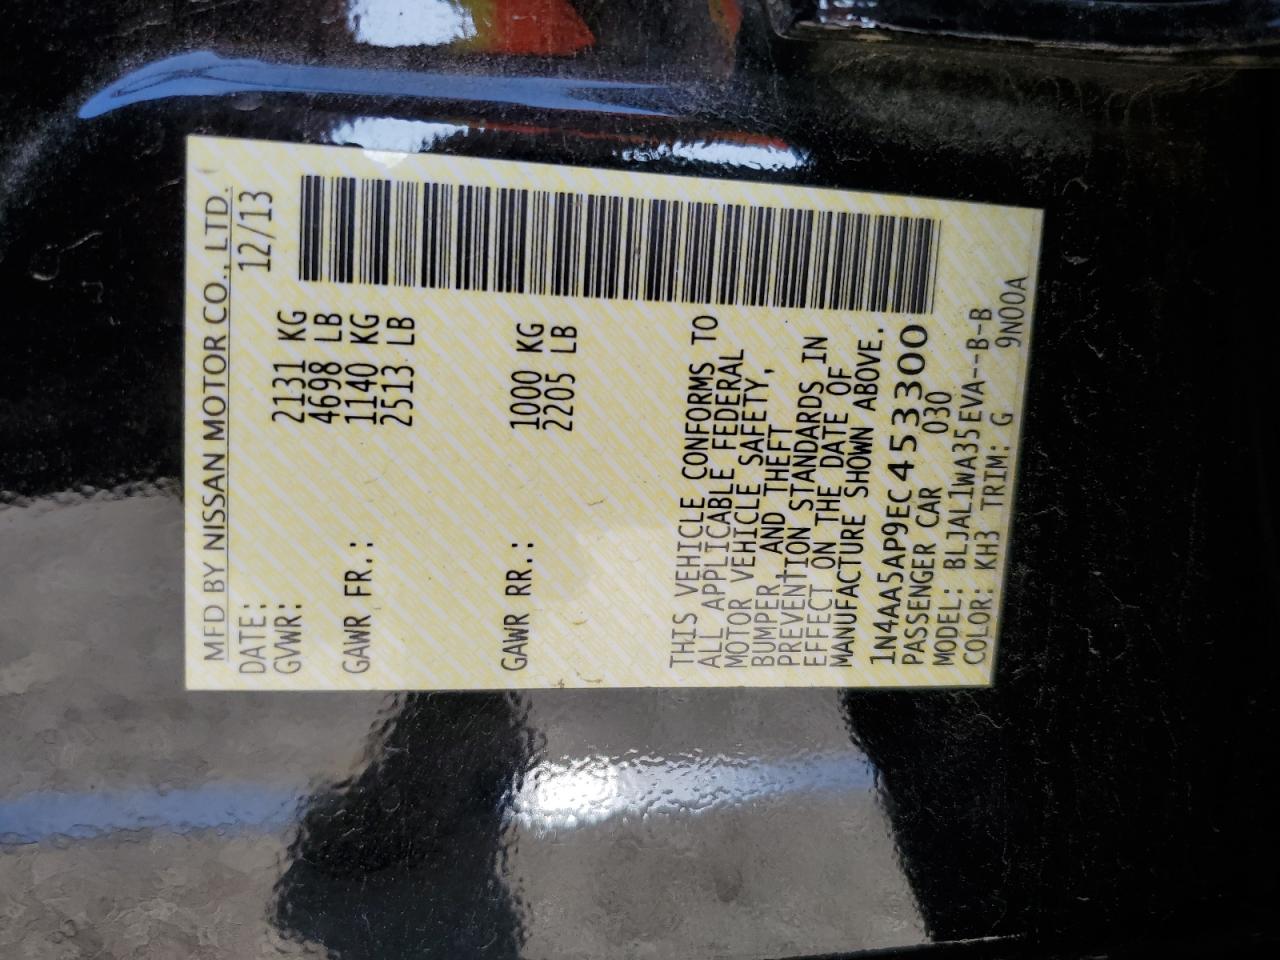 MFD BY NISSAN MOTOR CO., LTD.
DATE: 12/13
GVWR: 2131 KG
4698 LB
GAWR FR.: 1140 KG
2513 LB
GAWR RR.: 1000 KG
2205 LB
THIS VEHICLE CONFORMS TO
ALL APPLICABLE FEDERAL
MOTOR VEHICLE SAFETY,
BUMPER AND THEFT
PREVENTION STANDARDS IN
EFFECT ON THE DATE OF
MANUFACTURE SHOWN ABOVE.
1N4AA5AP9EC453300
PASSENGER CAR 030
MODEL: BLJAL1WA35EVA--B-B
COLOR: KH3 TRIM: G 9N00A